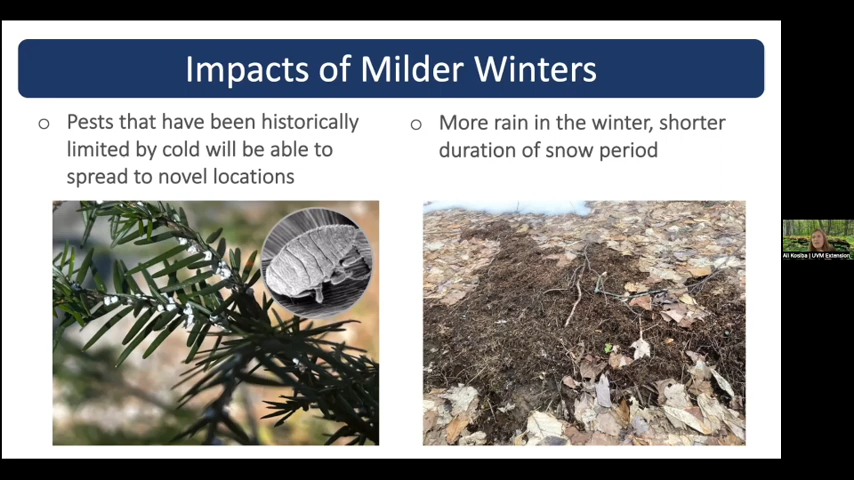 Impacts of Milder Winters
o Pests that have been historically
limited by cold will be able to
spread to novel locations
o More rain in the winter, shorter
duration of snow period
Ali Kosiba | UVM Extension